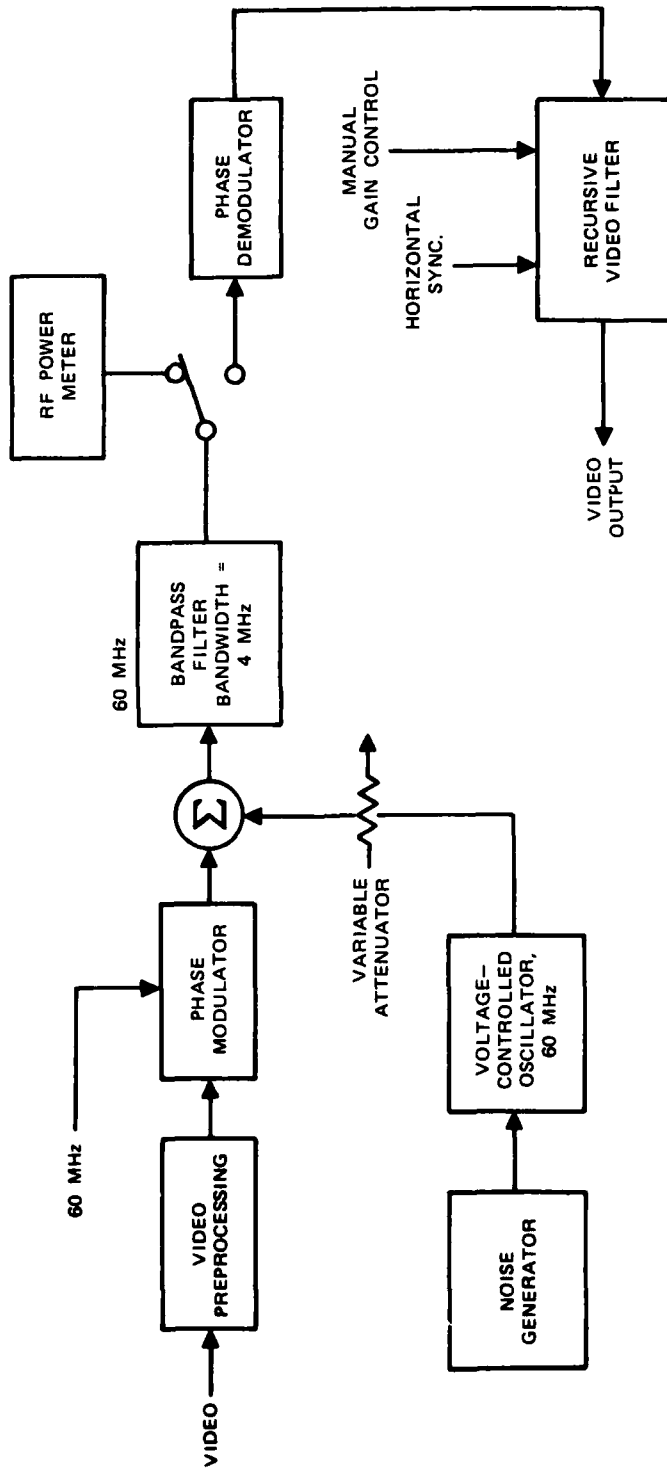 VIDEO
VIDEO
PREPROCESSING
60 MHz
PHASE
MODULATOR
Σ
60 MHz
BANDPASS
FILTER
BANDWIDTH =
4 MHz
RF POWER
METER
PHASE
DEMODULATOR
NOISE
GENERATOR
VOLTAGE–
CONTROLLED
OSCILLATOR,
60 MHz
VARIABLE
ATTENUATOR
HORIZONTAL
SYNC.
MANUAL
GAIN CONTROL
RECURSIVE
VIDEO FILTER
VIDEO
OUTPUT